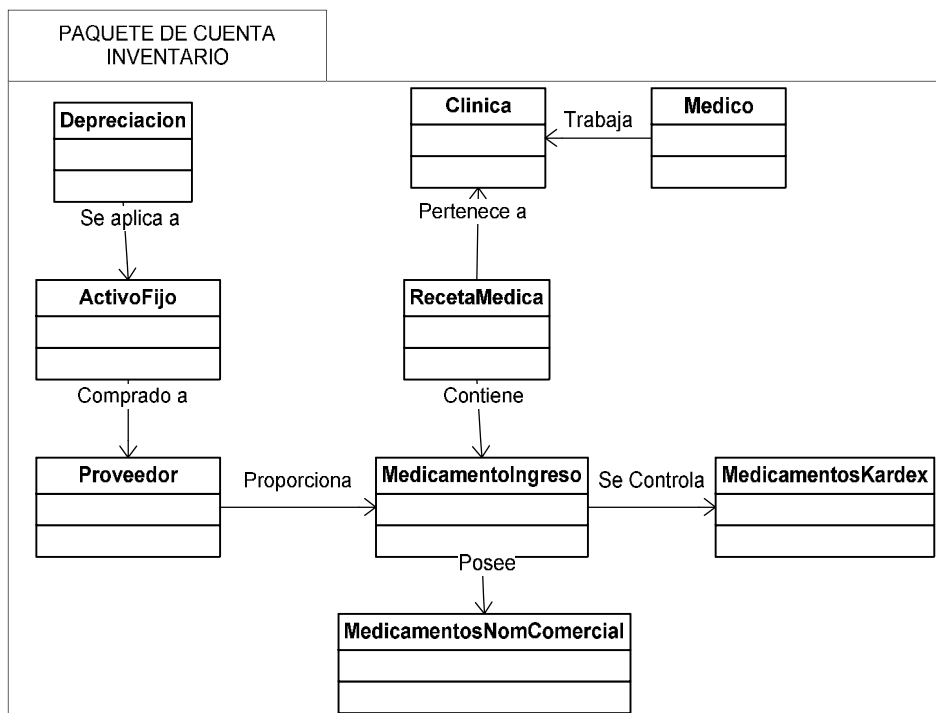 PAQUETE DE CUENTA
INVENTARIO
Depreciacion
Clinica
Trabaja
Medico
Se aplica a
Pertenece a
ActivoFijo
RecetaMedica
Comprado a
Contiene
Proveedor
Proporciona
MedicamentoIngreso
Se Controla
MedicamentosKardex
Posee
MedicamentosNomComercial